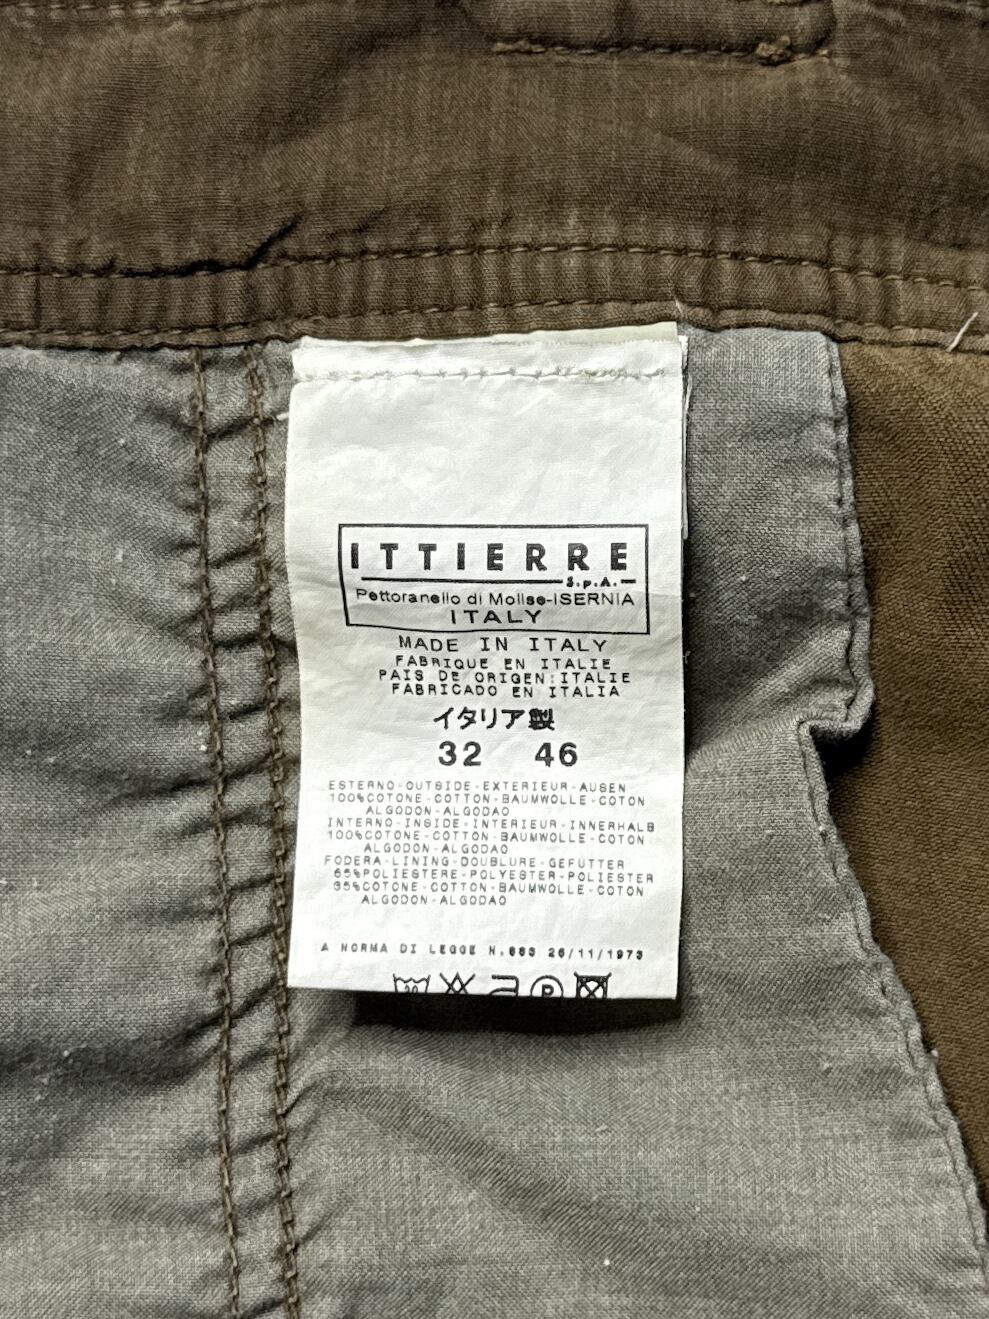 ITTIERRE
S.p.A.
Pettoranello di Molise-ISERNIA
ITALY
MADE IN ITALY
FABRIQUE EN ITALIE
PAIS DE ORIGEN:ITALIE
FABRICADO EN ITALIA
イタリア製
32 46
ESTERNO-OUTSIDE-EXTERIEUR-AUSEN
100%COTONE-COTTON-BAUMWOLLE-COTON
ALGODON-ALGODAO
INTERNO-INSIDE-INTERIEUR-INNERHALB
100%COTONE-COTTON-BAUMWOLLE-COTON
ALGODON-ALGODAO
FODERA-LINING-DOUBLURE-GEFUTTER
65%POLIESTERE-POLYESTER-POLIESTER
35%COTONE-COTTON-BAUMWOLLE-COTON
ALGODON-ALGODAO
A NORMA DI LEGGE N.883 26/11/1973
P